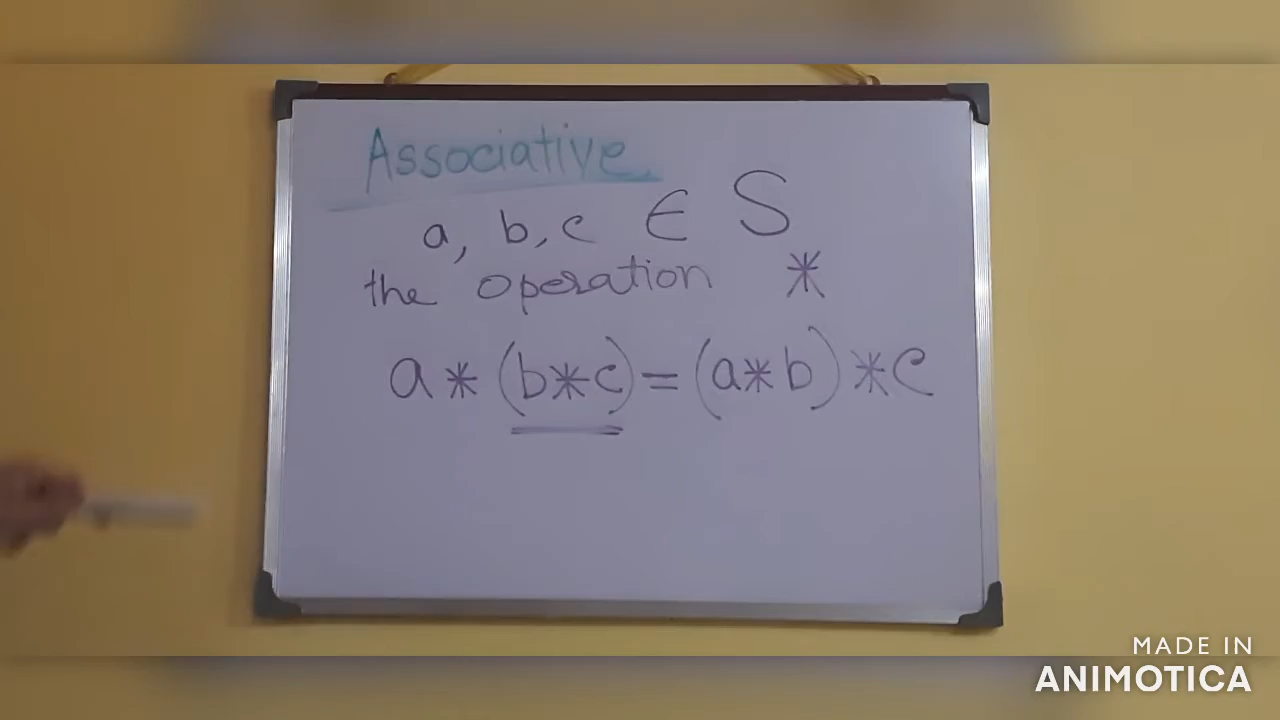 Associative
a, b, c ∈ S
the operation *
a * (b * c) = (a * b) * c
MADE IN
ANIMOTICA